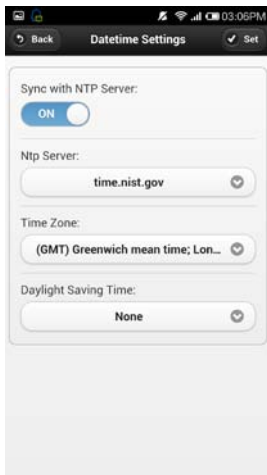 03:06PM
Back Datetime Settings Set
Sync with NTP Server:
ON
Ntp Server:
time.nist.gov
Time Zone:
(GMT) Greenwich mean time; Lon...
Daylight Saving Time:
None